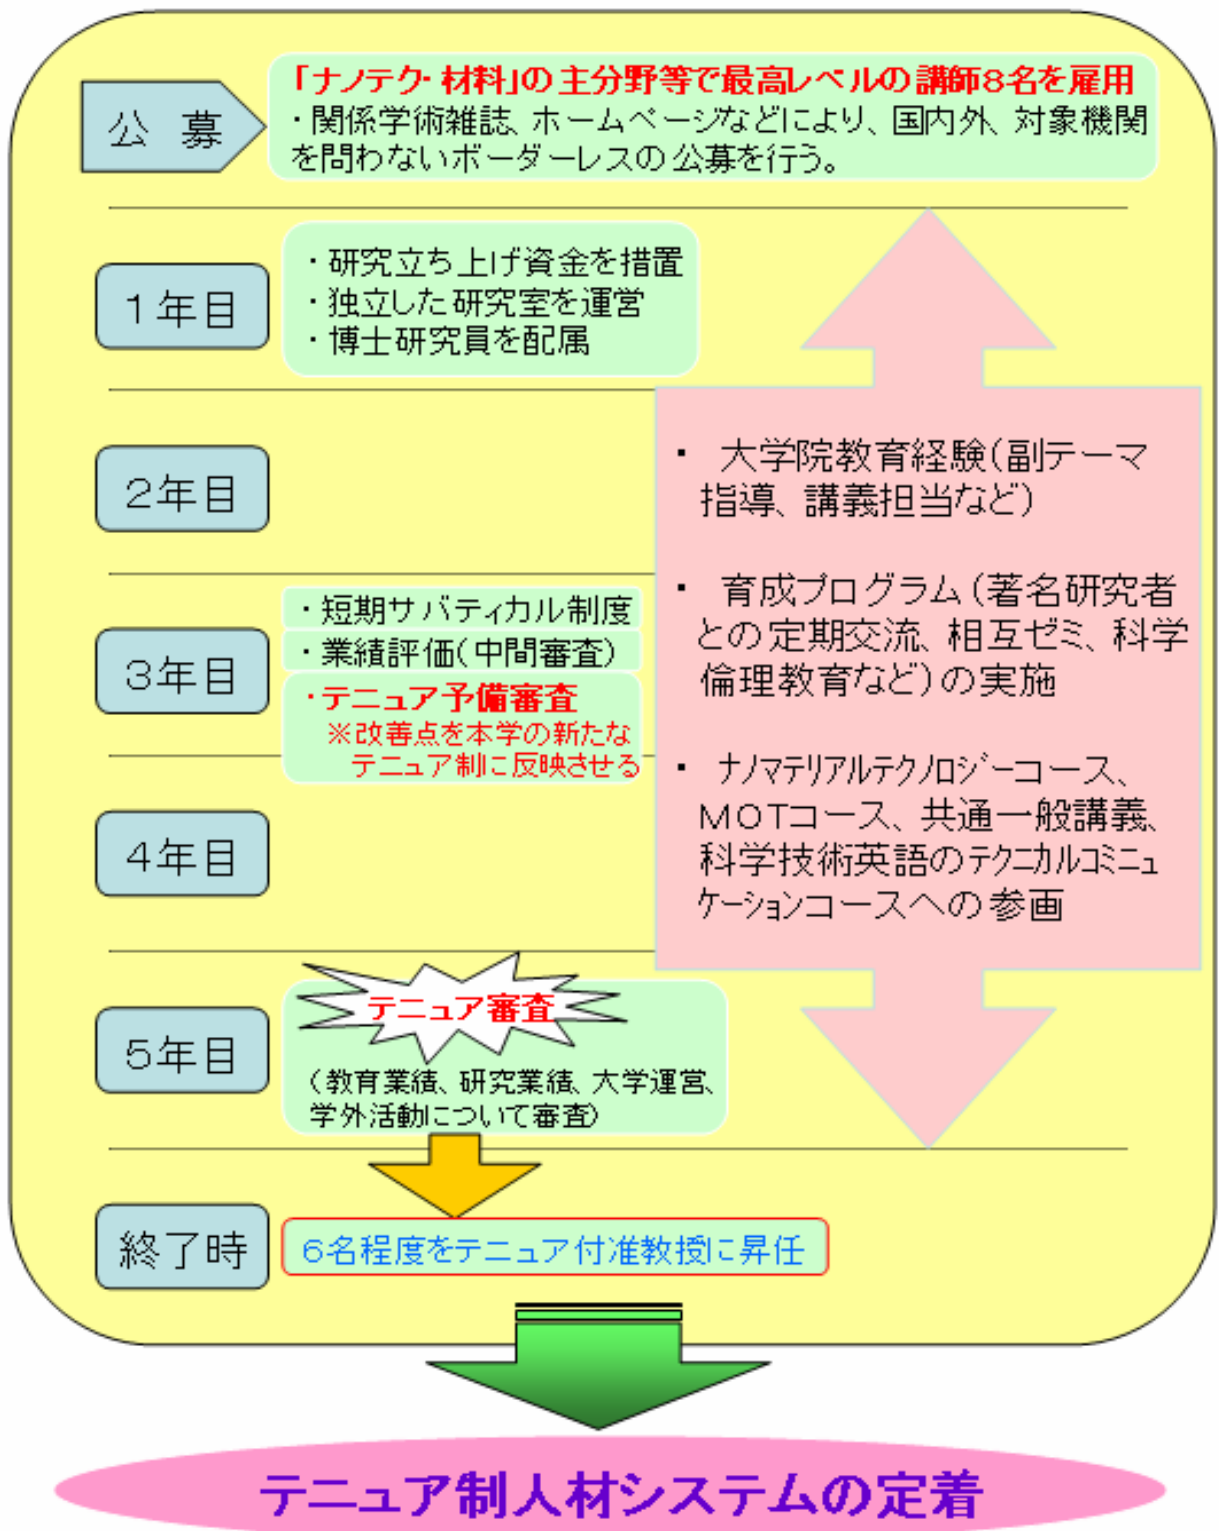 公 募
「ナノテク・材料」の主分野等で最高レベルの講師8名を雇用
・関係学術雑誌、ホームページなどにより、国内外、対象機関
を問わないボーダーレスの公募を行う。
1年目
・研究立ち上げ資金を措置
・独立した研究室を運営
・博士研究員を配属
2年目
・ 大学院教育経験(副テーマ
指導、講義担当など)
・ 育成プログラム(著名研究者
との定期交流、相互ゼミ、科学
倫理教育など)の実施
・ ナノマテリアルテクノロジーコース、
MOTコース、共通一般講義、
科学技術英語のテクニカルコミニュ
ケーションコースへの参画
3年目
・短期サバティカル制度
・業績評価(中間審査)
・テニュア予備審査
※改善点を本学の新たな
テニュア制に反映させる
4年目
5年目
テニュア審査
(教育業績、研究業績、大学運営、
学外活動について審査)
終了時
6名程度をテニュア付准教授に昇任
テニュア制人材システムの定着